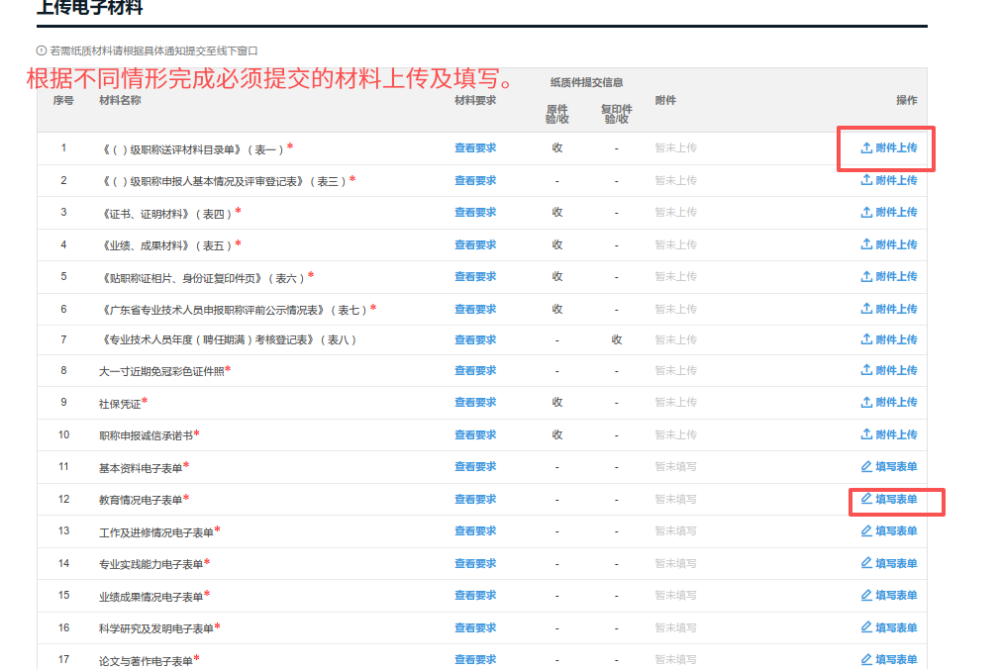 上传电子材料
若需纸质材料请根据具体通知提交至线下窗口
根据不同情形完成必须提交的材料上传及填写。
序号 材料名称 材料要求 纸质件提交信息 附件 操作
原件验/收 复印件验/收
1 《（ ）级职称送评材料目录单》（表一）* 查看要求 收 - 暂未上传 附件上传
2 《（ ）级职称申报人基本情况及评审登记表》（表三）* 查看要求 - - 暂未上传 附件上传
3 《证书、证明材料》（表四）* 查看要求 收 - 暂未上传 附件上传
4 《业绩、成果材料》（表五）* 查看要求 收 - 暂未上传 附件上传
5 《贴职称证相片、身份证复印件页》（表六）* 查看要求 收 - 暂未上传 附件上传
6 《广东省专业技术人员申报职称评前公示情况表》（表七）* 查看要求 收 - 暂未上传 附件上传
7 《专业技术人员年度（聘任期满）考核登记表》（表八） 查看要求 - 收 暂未上传 附件上传
8 大一寸近期免冠彩色证件照* 查看要求 - - 暂未上传 附件上传
9 社保凭证* 查看要求 收 - 暂未上传 附件上传
10 职称申报诚信承诺书* 查看要求 收 - 暂未上传 附件上传
11 基本资料电子表单* 查看要求 - - 暂未填写 填写表单
12 教育情况电子表单* 查看要求 - - 暂未填写 填写表单
13 工作及进修情况电子表单* 查看要求 - - 暂未填写 填写表单
14 专业实践能力电子表单* 查看要求 - - 暂未填写 填写表单
15 业绩成果情况电子表单* 查看要求 - - 暂未填写 填写表单
16 科学研究及发明电子表单* 查看要求 - - 暂未填写 填写表单
17 论文与著作电子表单* 查看要求 - - 暂未填写 填写表单